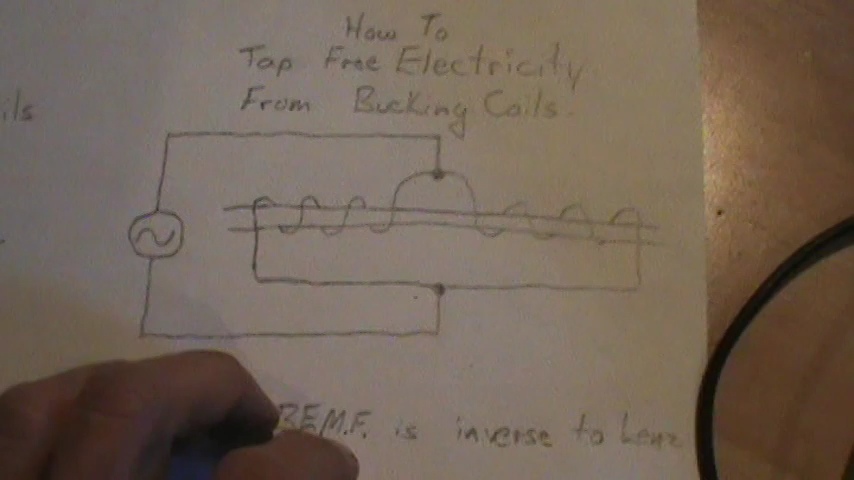 How To
Tap Free Electricity
From Bucking Coils.
ils
B.E.M.F. is inverse to Lenz